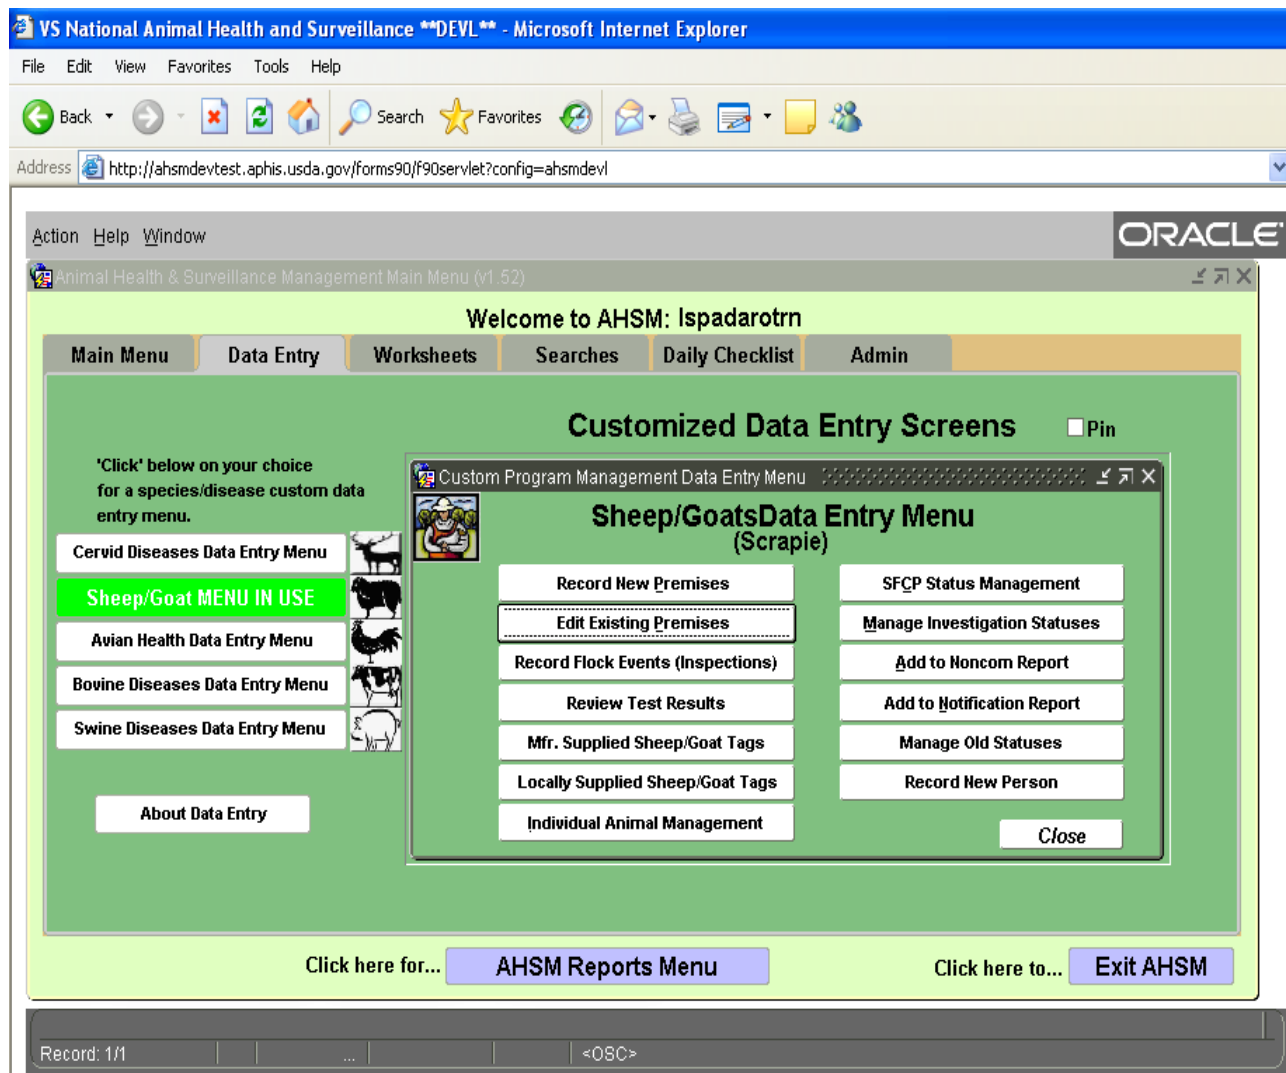 VS National Animal Health and Surveillance **DEVL** - Microsoft Internet Explorer
File Edit View Favorites Tools Help
Back Search Favorites
Address http://ahsmdevtest.aphis.usda.gov/forms90/f90servlet?config=ahsmdevl
Action Help Window ORACLE
Animal Health & Surveillance Management Main Menu (v1.52)
Welcome to AHSM: lspadarotrn
Main Menu Data Entry Worksheets Searches Daily Checklist Admin
Customized Data Entry Screens Pin
'Click' below on your choice
for a species/disease custom data
entry menu.
Cervid Diseases Data Entry Menu
Sheep/Goat MENU IN USE
Avian Health Data Entry Menu
Bovine Diseases Data Entry Menu
Swine Diseases Data Entry Menu
About Data Entry
Custom Program Management Data Entry Menu
Sheep/GoatsData Entry Menu
(Scrapie)
Record New Premises
Edit Existing Premises
Record Flock Events (Inspections)
Review Test Results
Mfr. Supplied Sheep/Goat Tags
Locally Supplied Sheep/Goat Tags
Individual Animal Management
SFCP Status Management
Manage Investigation Statuses
Add to Noncom Report
Add to Notification Report
Manage Old Statuses
Record New Person
Close
Click here for... AHSM Reports Menu Click here to... Exit AHSM
Record: 1/1 ... <OSC>